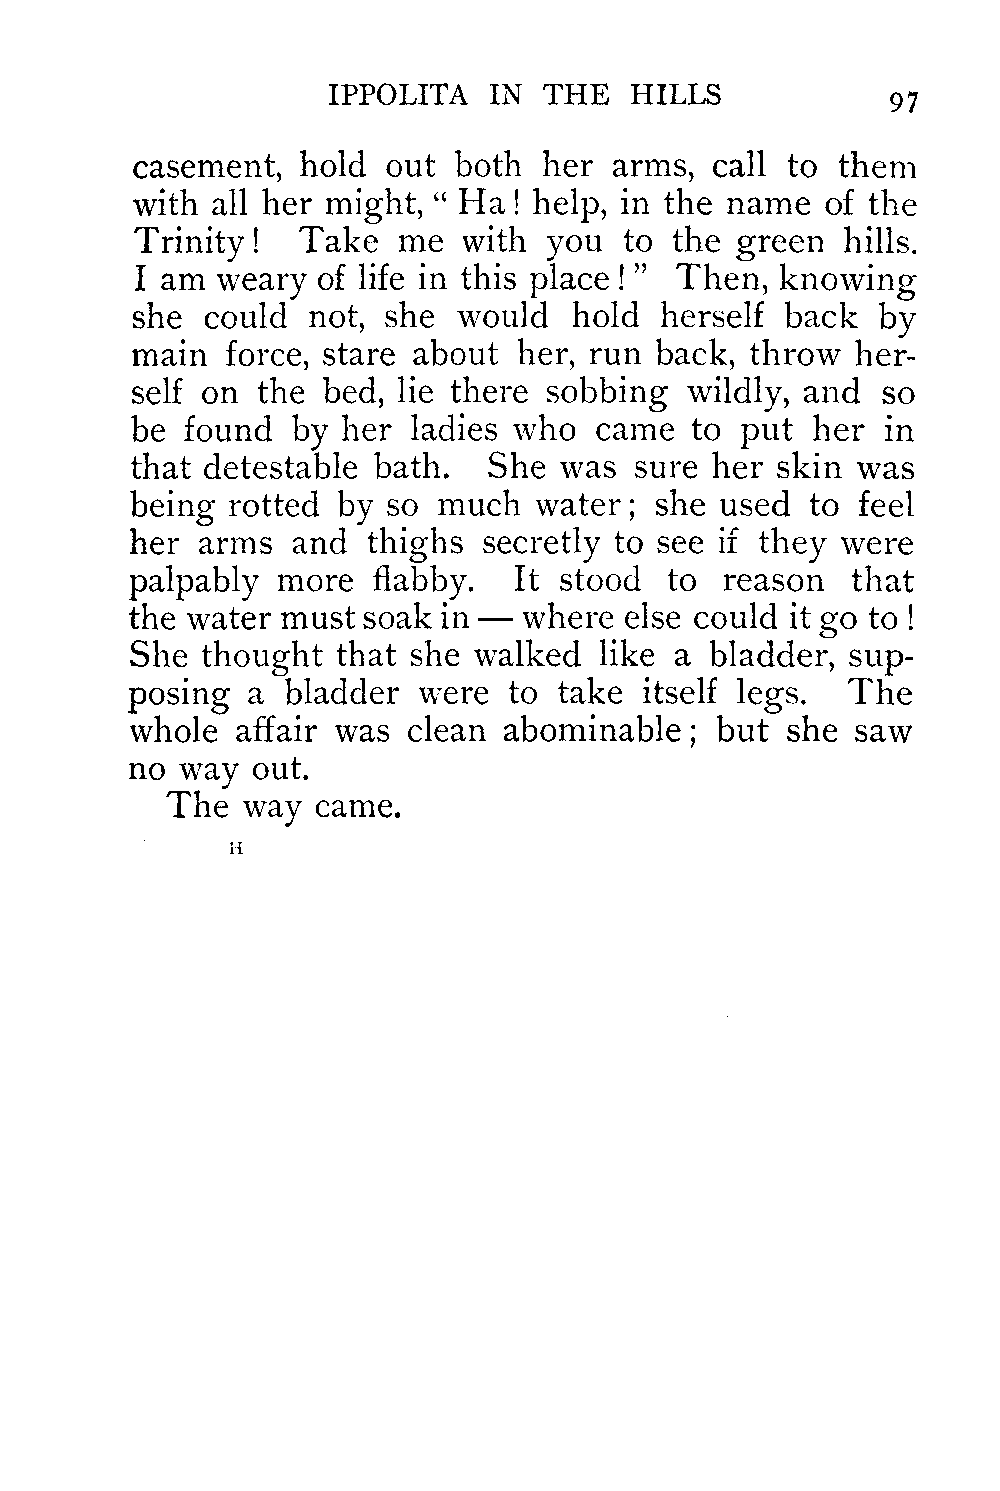 IPPOLITA IN THE HILLS 97
casement, hold out both her arms, call to them
with all her might, “ Ha! help, in the name of the
Trinity! Take me with you to the green hills.
I am weary of life in this place!” Then, knowing
she could not, she would hold herself back by
main force, stare about her, run back, throw her-
self on the bed, lie there sobbing wildly, and so
be found by her ladies who came to put her in
that detestable bath. She was sure her skin was
being rotted by so much water; she used to feel
her arms and thighs secretly to see if they were
palpably more flabby. It stood to reason that
the water must soak in — where else could it go to!
She thought that she walked like a bladder, sup-
posing a bladder were to take itself legs. The
whole affair was clean abominable; but she saw
no way out.
The way came.
H